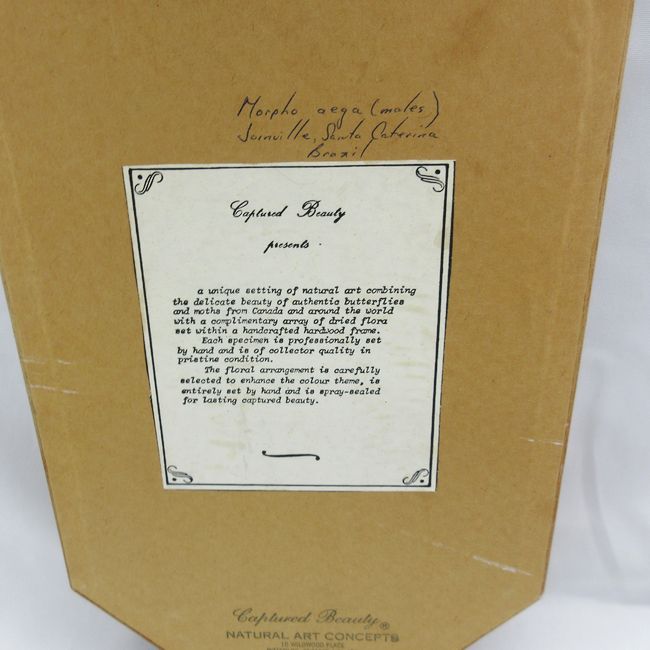 Morpho aega (males)
Joinville, Santa Caterina
Brazil
Captured Beauty
presents
a unique setting of natural art combining
the delicate beauty of authentic butterflies
and moths from Canada and around the world
with a complimentary array of dried flora
set within a handcrafted hardwood frame.
Each specimen is professionally set
by hand and is of collector quality in
pristine condition.
The floral arrangement is carefully
selected to enhance the colour theme, is
entirely set by hand and is spray-sealed
for lasting captured beauty.
Captured Beauty®
NATURAL ART CONCEPTS
15 WILDWOOD PLACE